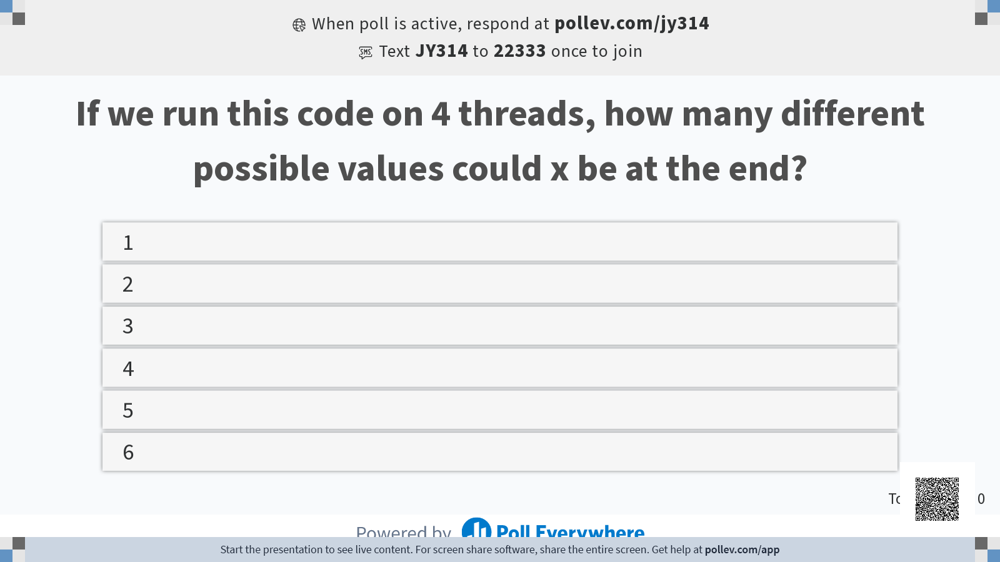 When poll is active, respond at pollev.com/jy314
Text JY314 to 22333 once to join
If we run this code on 4 threads, how many different
possible values could x be at the end?
1
2
3
4
5
6
0
Powered by Poll Everywhere
Start the presentation to see live content. For screen share software, share the entire screen. Get help at pollev.com/app